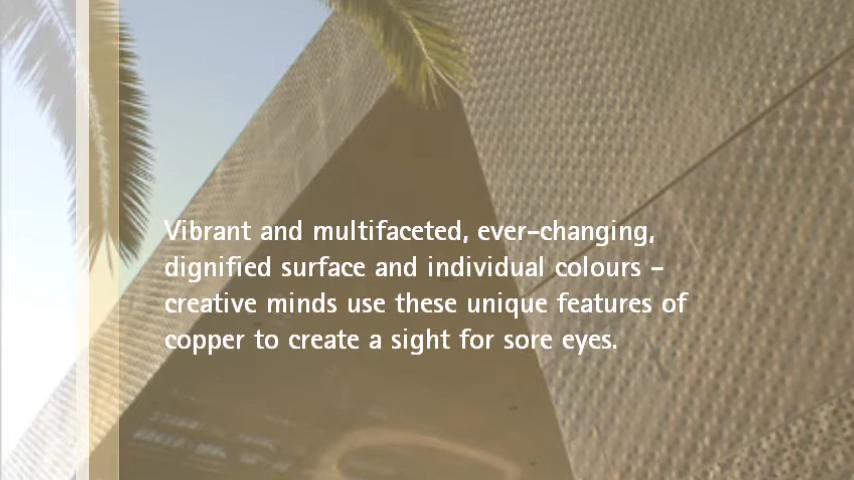 Vibrant and multifaceted, ever-changing,
dignified surface and individual colours –
creative minds use these unique features of
copper to create a sight for sore eyes.